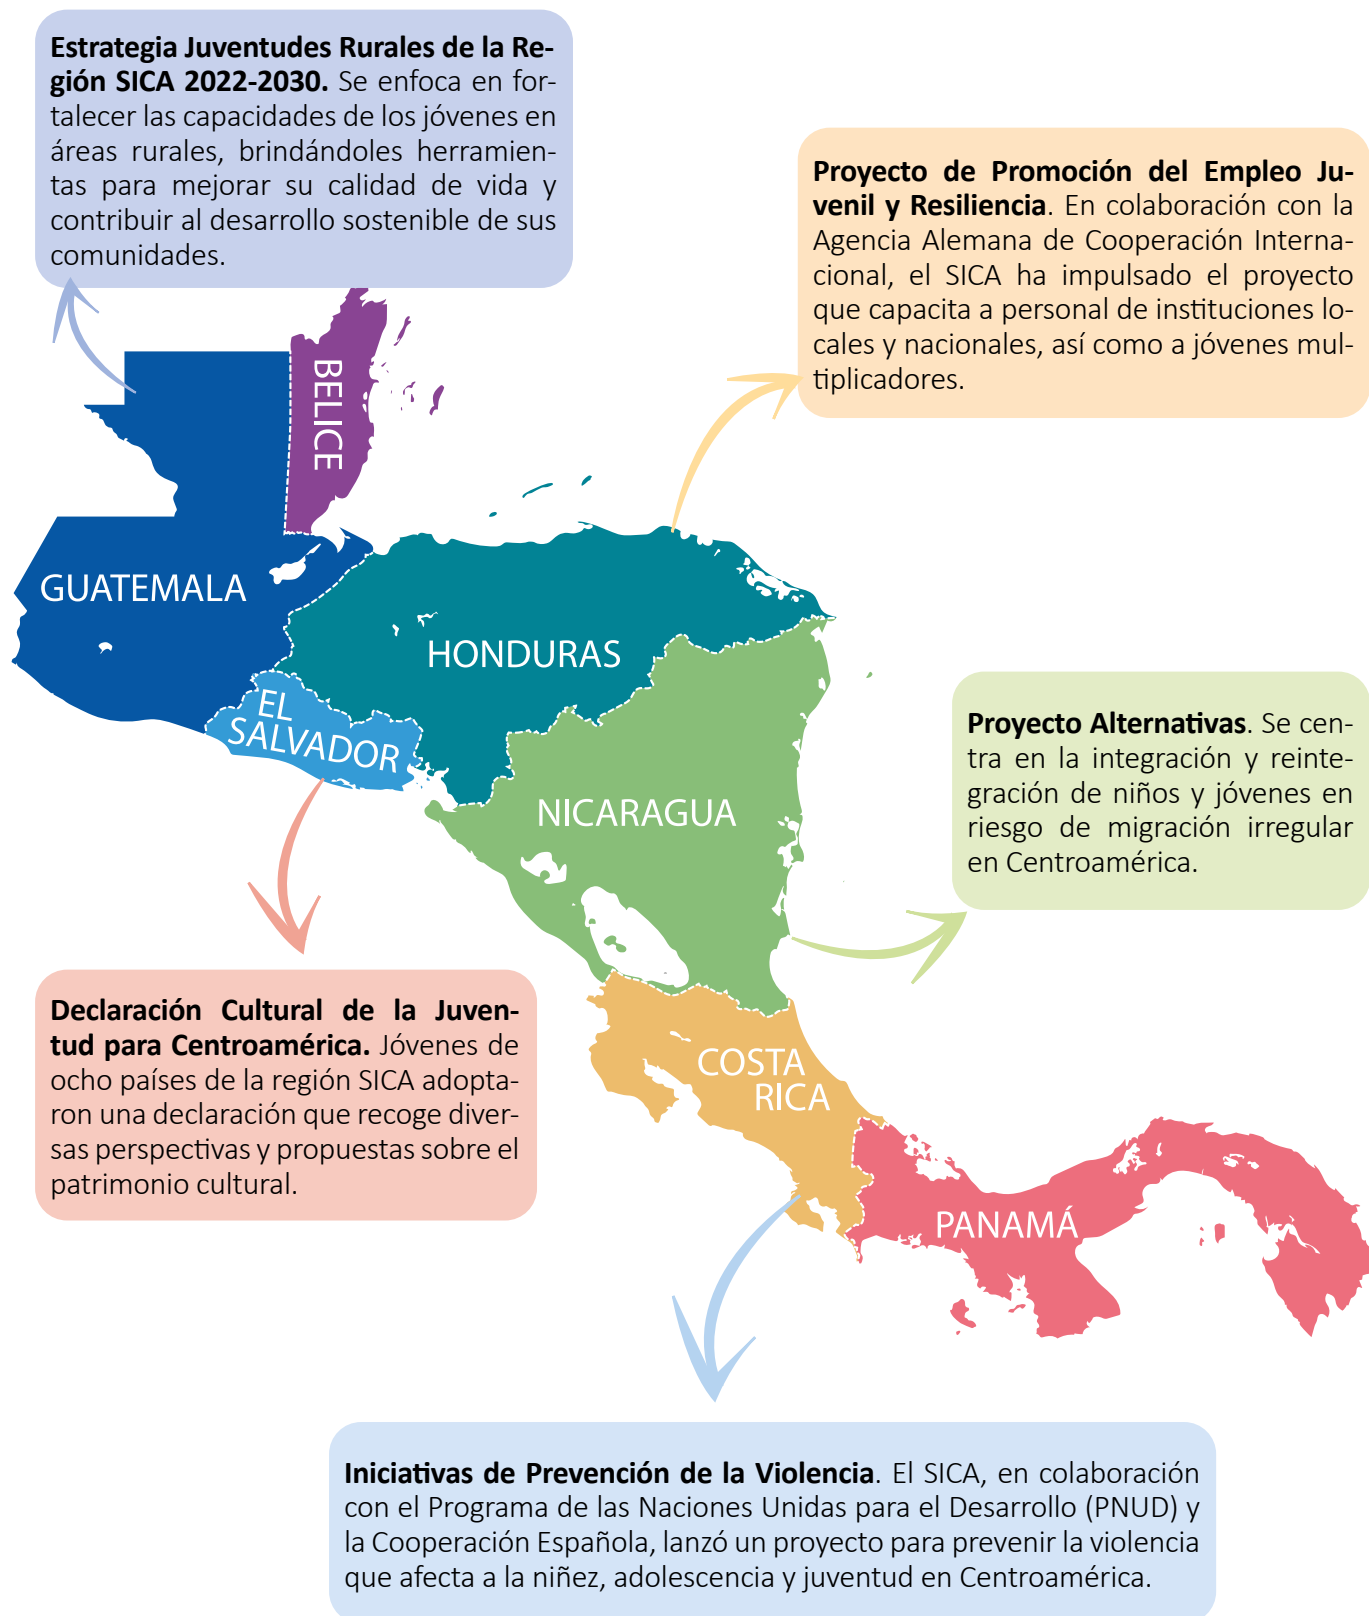 Estrategia Juventudes Rurales de la Re-
gión SICA 2022-2030. Se enfoca en for-
talecer las capacidades de los jóvenes en
áreas rurales, brindándoles herramien-
tas para mejorar su calidad de vida y
contribuir al desarrollo sostenible de sus
comunidades.
Proyecto de Promoción del Empleo Ju-
venil y Resiliencia. En colaboración con la
Agencia Alemana de Cooperación Interna-
cional, el SICA ha impulsado el proyecto
que capacita a personal de instituciones lo-
cales y nacionales, así como a jóvenes mul-
tiplicadores.
BELICE
GUATEMALA
HONDURAS
EL
SALVADOR
NICARAGUA
Proyecto Alternativas. Se cen-
tra en la integración y reinte-
gración de niños y jóvenes en
riesgo de migración irregular
en Centroamérica.
Declaración Cultural de la Juven-
tud para Centroamérica. Jóvenes de
ocho países de la región SICA adopta-
ron una declaración que recoge diver-
sas perspectivas y propuestas sobre el
patrimonio cultural.
COSTA
RICA
PANAMÁ
Iniciativas de Prevención de la Violencia. El SICA, en colaboración
con el Programa de las Naciones Unidas para el Desarrollo (PNUD) y
la Cooperación Española, lanzó un proyecto para prevenir la violencia
que afecta a la niñez, adolescencia y juventud en Centroamérica.